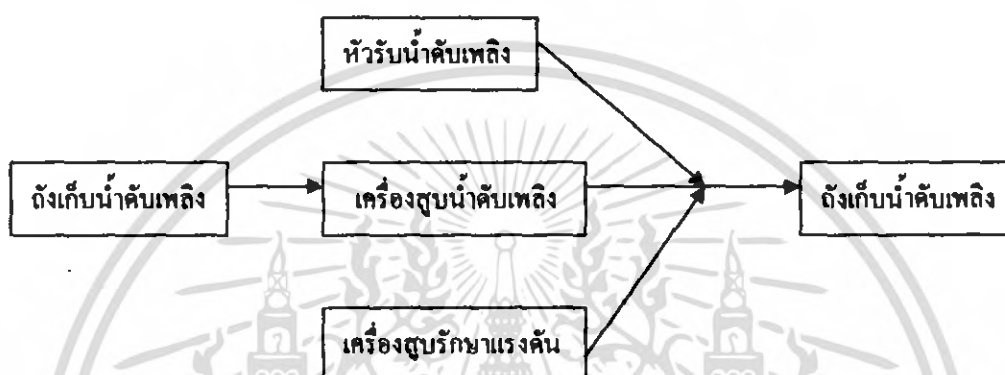 หัวรับน้ำดับเพลิง
ถังเก็บน้ำดับเพลิง
เครื่องสูบน้ำดับเพลิง
ถังเก็บน้ำดับเพลิง
เครื่องสูบรักษาแรงดัน